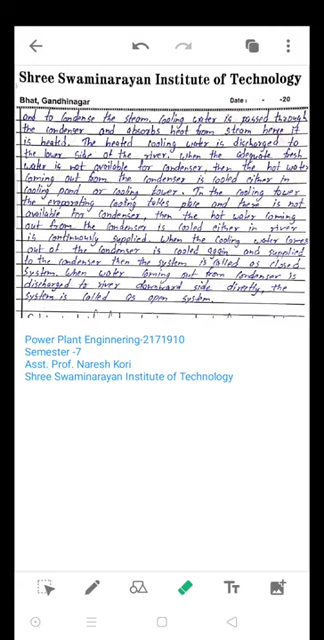 Shree Swaminarayan Institute of Technology
Bhat, Gandhinagar
Date : - -20
and to condense the steam. Cooling water is passed through
the condenser and absorbs heat from steam here it
is heated. The heated cooling water is discharged to
the lower side of the river. When the adequate fresh
water is not available for condenser, then the hot water
coming out from the condenser is cooled either in
cooling pond or cooling tower. In the cooling tower
the evaporating cooling takes place and there is not
available for condenser, then the hot water coming
out from the condenser is cooled either in river
is continuously supplied. When the cooling water comes
out of the condenser is cooled again and supplied
to the condenser then the system is called as closed
system. When water coming out from condenser is
discharged to river downward side directly, the
system is called as open system.
Power Plant Enginnering-2171910
Semester -7
Asst. Prof. Naresh Kori
Shree Swaminarayan Institute of Technology
TT